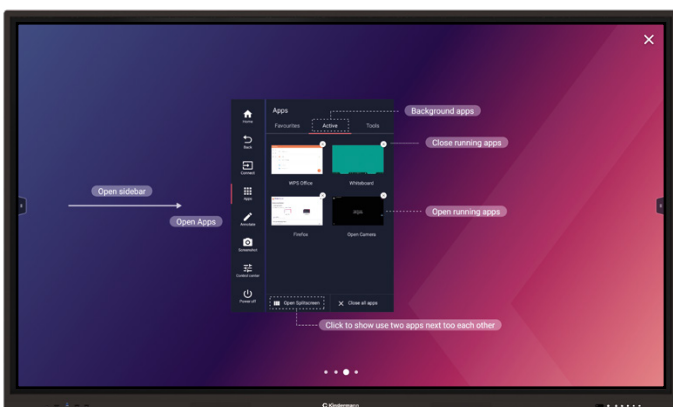 Apps
Favourites Active Tools
Background apps
Close running apps
Open running apps
Open sidebar
Open Apps
Home
Back
Connect
Apps
Annotate
Screenshot
Control center
Power off
WPS Office
Whiteboard
Firefox
Open Camera
Open Splitscreen
Close all apps
Click to show use two apps next too each other
Kindermann